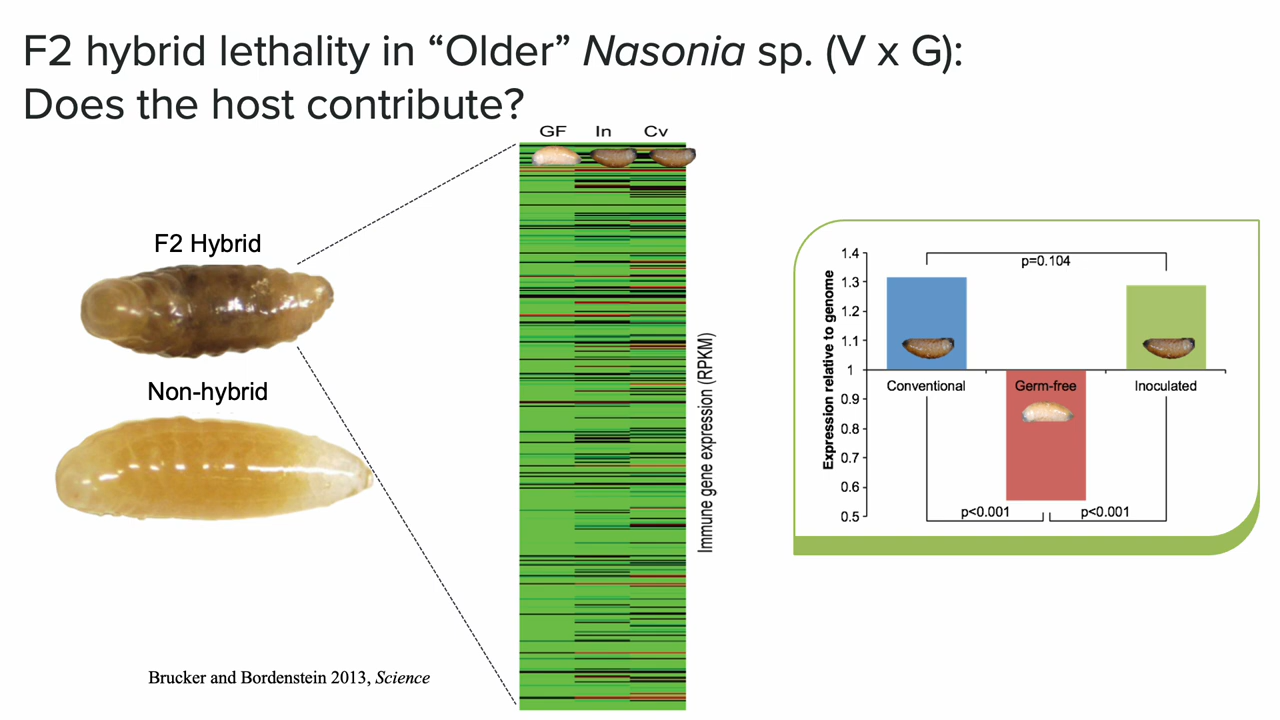 F2 hybrid lethality in “Older” Nasonia sp. (V x G):
Does the host contribute?
GF In Cv
F2 Hybrid
Non-hybrid
Immune gene expression (RPKM)
Brucker and Bordenstein 2013, Science
Expression relative to genome
1.4
1.3
1.2
1.1
1
0.9
0.8
0.7
0.6
0.5
p=0.104
Conventional Germ-free Inoculated
p<0.001 p<0.001